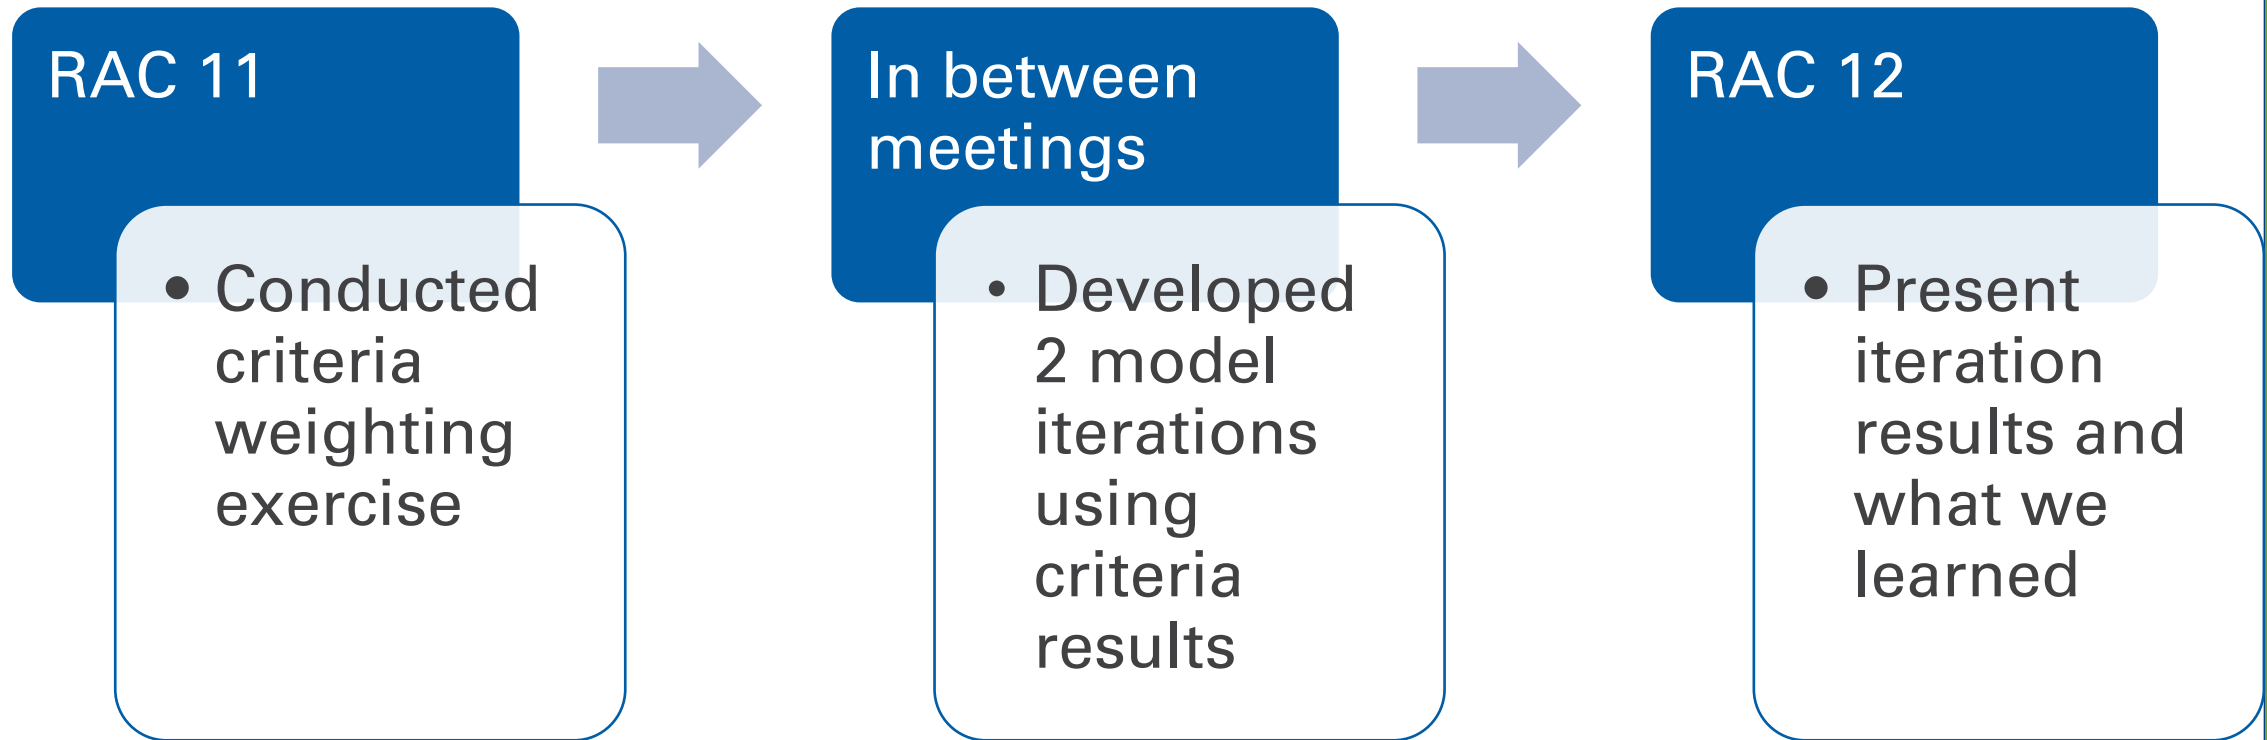 RAC 11
• Conducted
criteria
weighting
exercise
In between
meetings
• Developed
2 model
iterations
using
criteria
results
RAC 12
• Present
iteration
results and
what we
learned